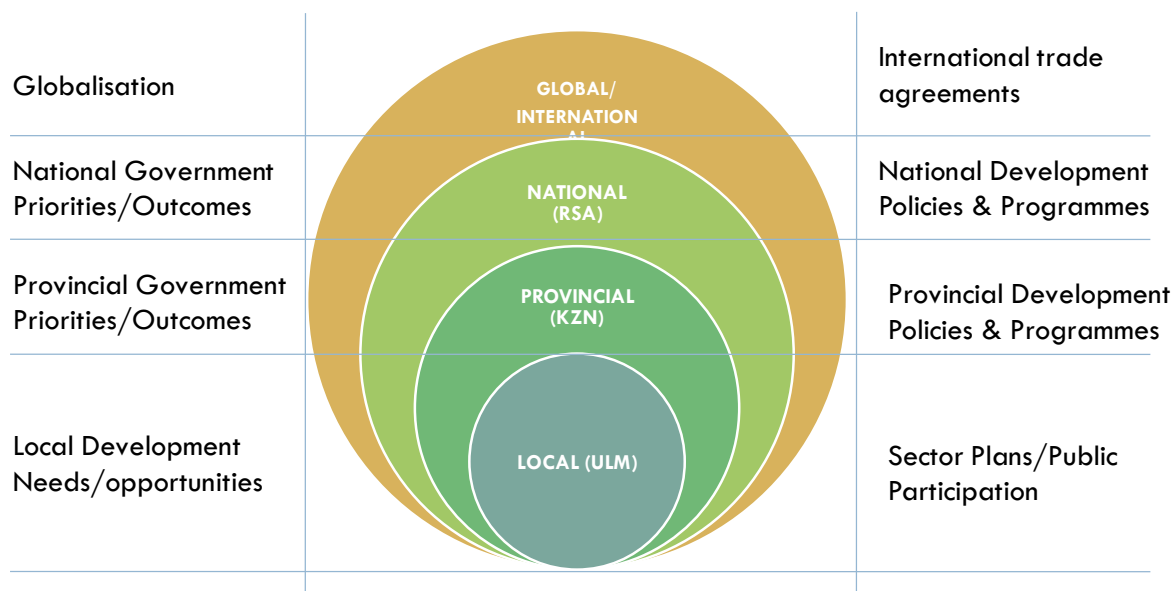 Globalisation
GLOBAL/
INTERNATION
AL
International trade
agreements
National Government
Priorities/Outcomes
NATIONAL
(RSA)
National Development
Policies & Programmes
Provincial Government
Priorities/Outcomes
PROVINCIAL
(KZN)
Provincial Development
Policies & Programmes
Local Development
Needs/opportunities
LOCAL (ULM)
Sector Plans/Public
Participation